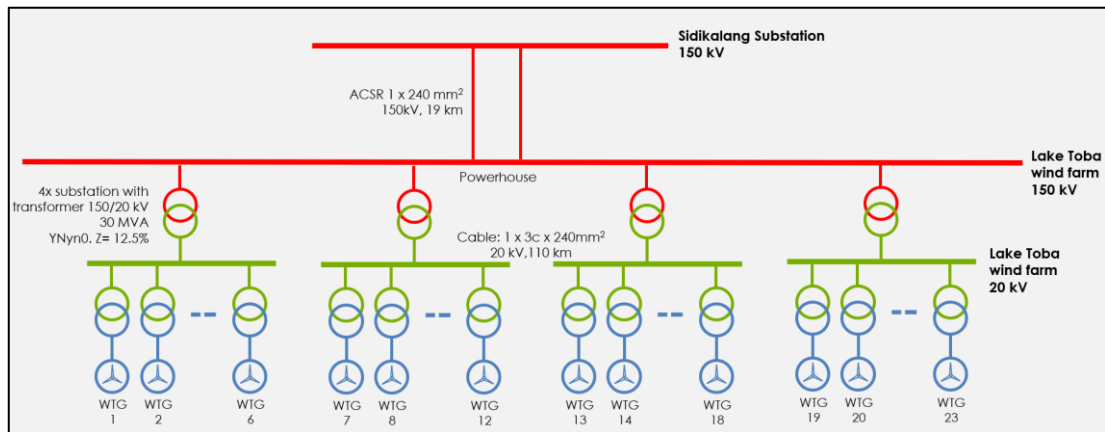 Sidikalang Substation
150 kV
ACSR 1 x 240 mm²
150kV, 19 km
Lake Toba
wind farm
150 kV
Powerhouse
4x substation with
transformer 150/20 kV
30 MVA
YNyn0. Z= 12.5%
Cable: 1 x 3c x 240mm²
20 kV,110 km
Lake Toba
wind farm
20 kV
WTG
1
WTG
2
WTG
6
WTG
7
WTG
8
WTG
12
WTG
13
WTG
14
WTG
18
WTG
19
WTG
20
WTG
23